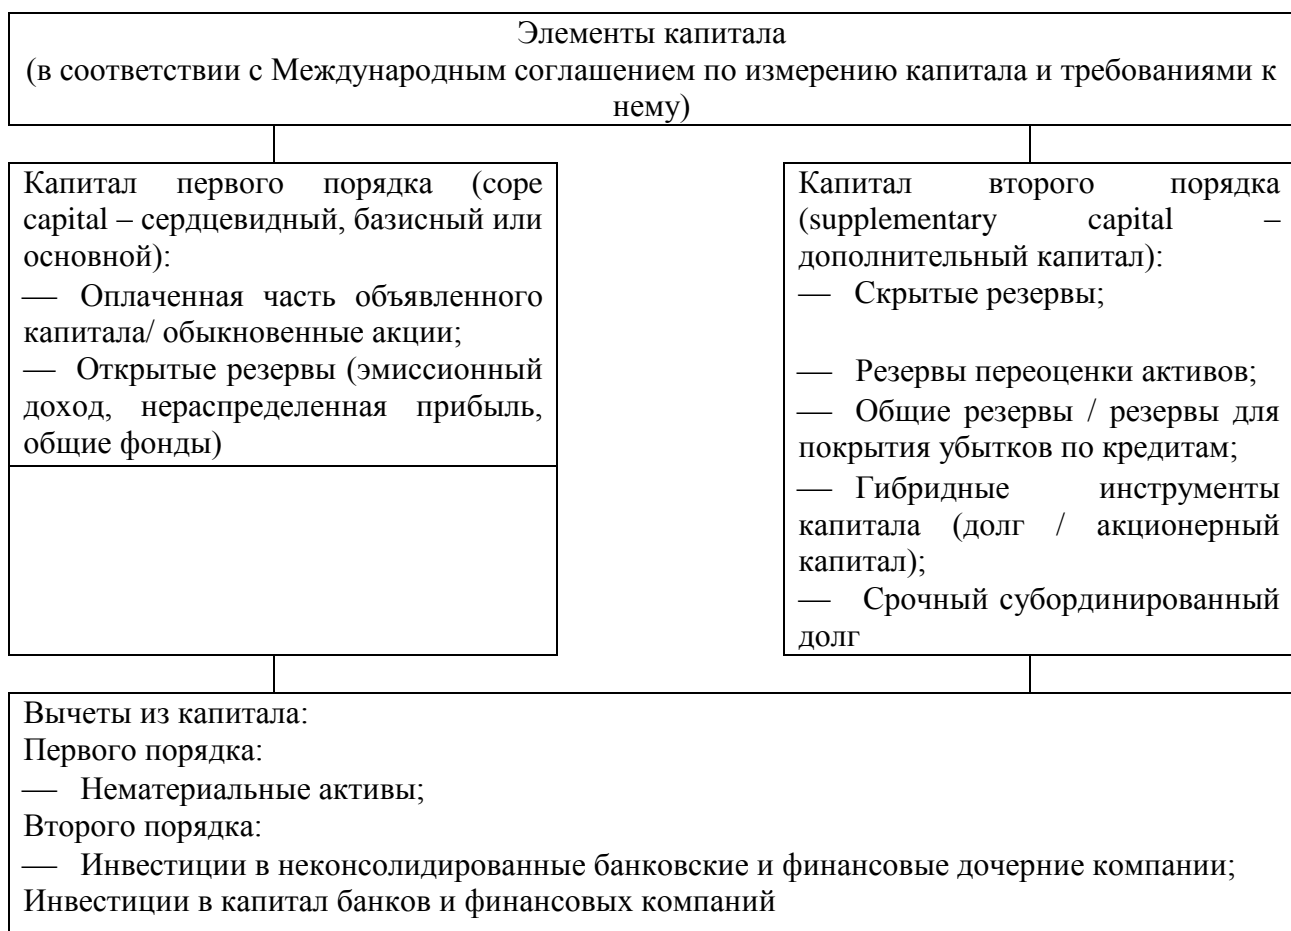 Элементы капитала
(в соответствии с Международным соглашением по измерению капитала и требованиями к
нему)
Капитал первого порядка (cope
capital – сердцевидный, базисный или
основной):
— Оплаченная часть объявленного
капитала/ обыкновенные акции;
— Открытые резервы (эмиссионный
доход, нераспределенная прибыль,
общие фонды)
Капитал второго порядка
(supplementary capital –
дополнительный капитал):
— Скрытые резервы;
— Резервы переоценки активов;
— Общие резервы / резервы для
покрытия убытков по кредитам;
— Гибридные инструменты
капитала (долг / акционерный
капитал);
— Срочный субординированный
долг
Вычеты из капитала:
Первого порядка:
— Нематериальные активы;
Второго порядка:
— Инвестиции в неконсолидированные банковские и финансовые дочерние компании;
Инвестиции в капитал банков и финансовых компаний